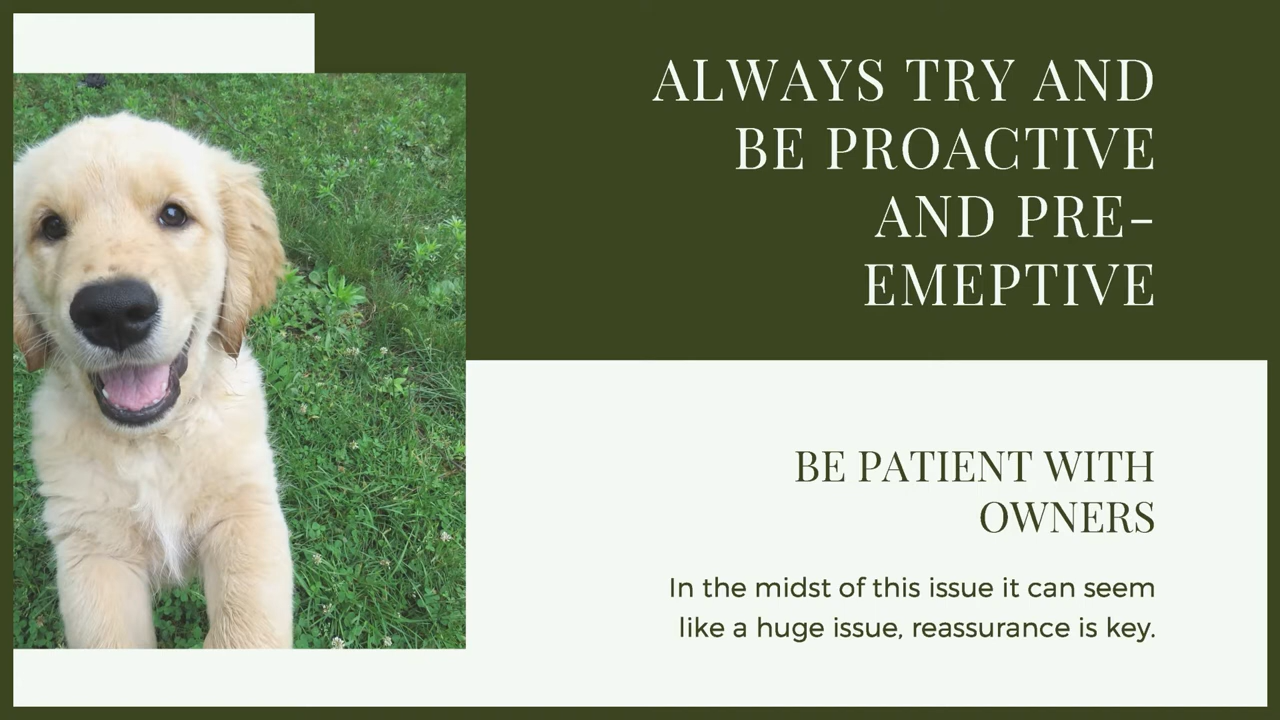 ALWAYS TRY AND
BE PROACTIVE
AND PRE-
EMEPTIVE
BE PATIENT WITH
OWNERS
In the midst of this issue it can seem
like a huge issue, reassurance is key.